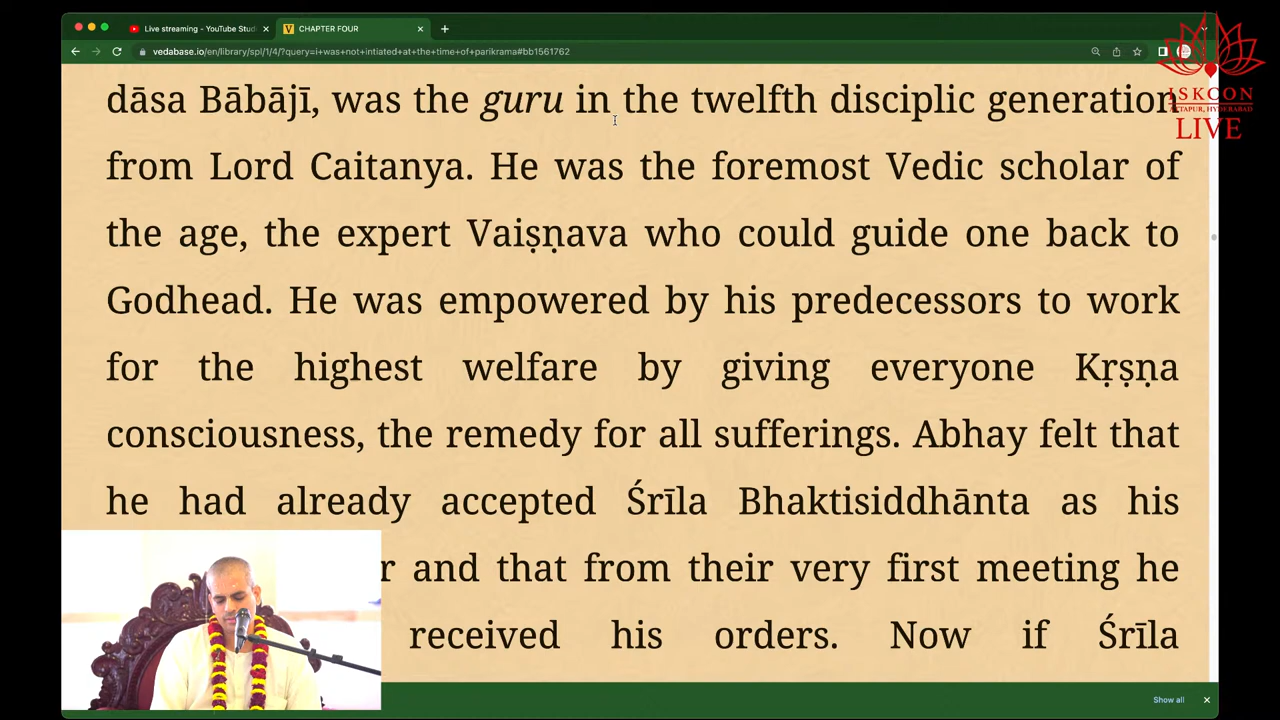 Live streaming - YouTube Stud
CHAPTER FOUR
vedabase.io/en/library/spl/1/4/?query=i+was+not+intiated+at+the+time+of+parikrama#bb1561762
ISKCON
LIVE
dāsa Bābājī, was the guru in the twelfth disciplic generation
from Lord Caitanya. He was the foremost Vedic scholar of
the age, the expert Vaiṣṇava who could guide one back to
Godhead. He was empowered by his predecessors to work
for the highest welfare by giving everyone Kṛṣṇa
consciousness, the remedy for all sufferings. Abhay felt that
he had already accepted Śrīla Bhaktisiddhānta as his
and that from their very first meeting he
received his orders. Now if Śrīla
Show all